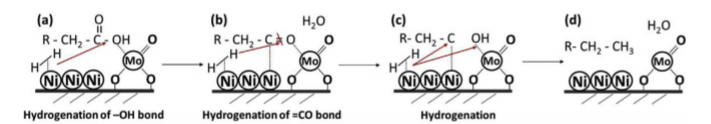 (a) (b) (c) (d)
O
R - CH₂ - C - OH O
H
H Mo
Ni Ni Ni O O
Hydrogenation of –OH bond
H₂O
R - CH₂ - C O O
H
H Mo
Ni Ni Ni O O
Hydrogenation of =CO bond
R- CH₂ - C OH O
H
H Mo
Ni Ni Ni O O
Hydrogenation
H₂O
R- CH₂ - CH₃ O
Mo
Ni Ni Ni O O